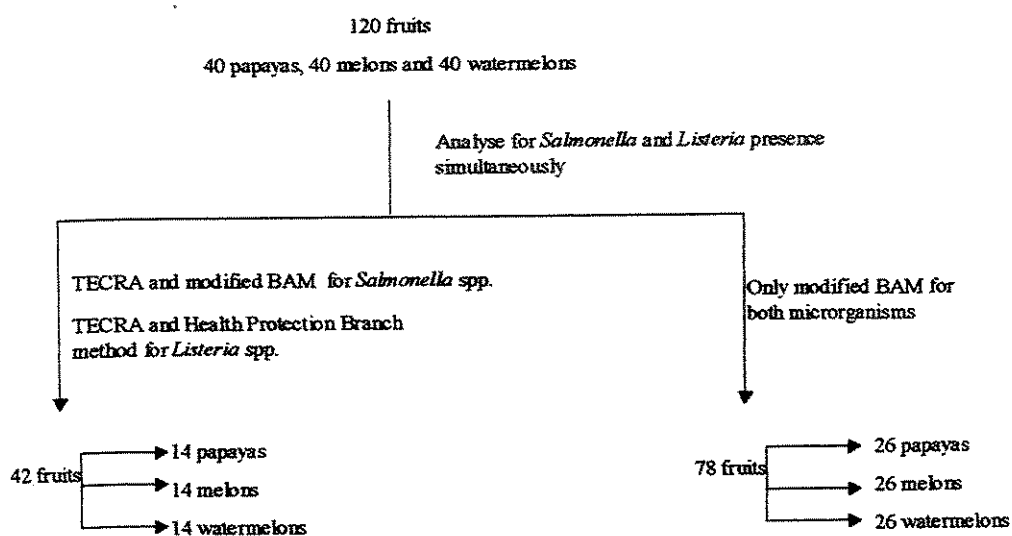 120 fruits
40 papayas, 40 melons and 40 watermelons
Analyse for Salmonella and Listeria presence
simultaneously
TECRA and modified BAM for Salmonella spp.
TECRA and Health Protection Branch
method for Listeria spp.
Only modified BAM for
both microrganisms
42 fruits
14 papayas
14 melons
14 watermelons
78 fruits
26 papayas
26 melons
26 watermelons